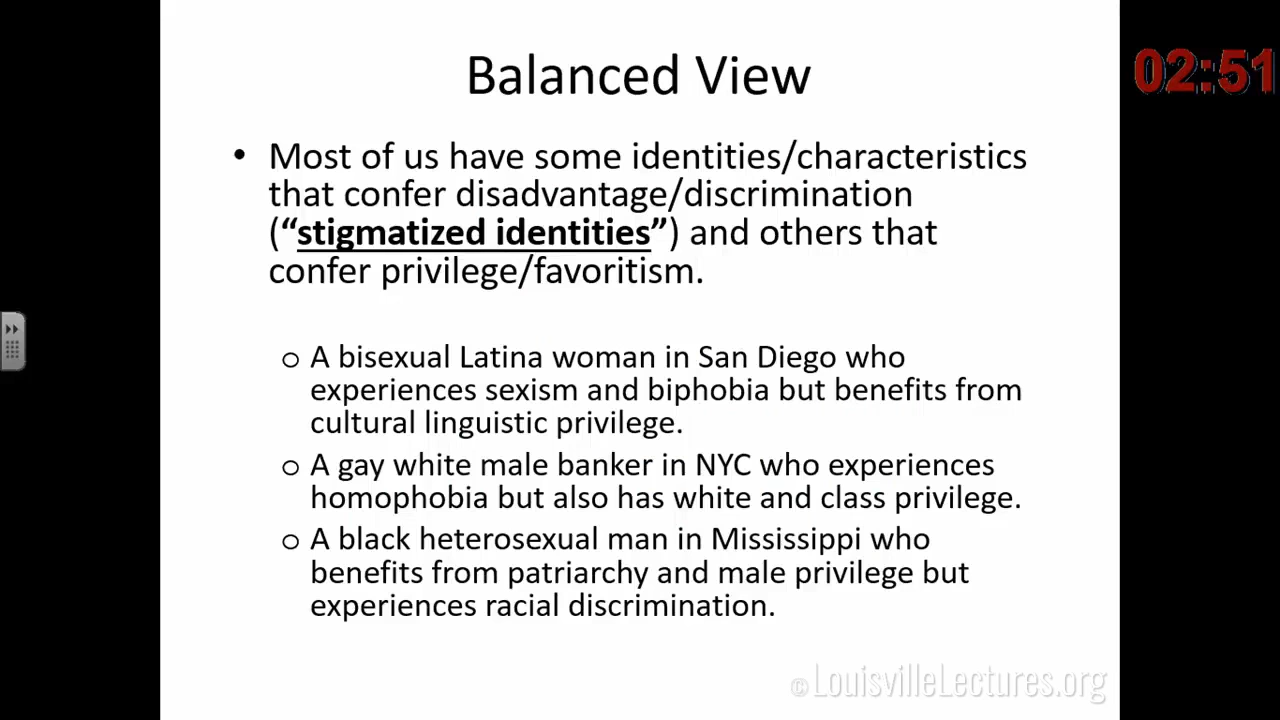 Balanced View
02:51
• Most of us have some identities/characteristics
that confer disadvantage/discrimination
(“stigmatized identities”) and others that
confer privilege/favoritism.
o A bisexual Latina woman in San Diego who
experiences sexism and biphobia but benefits from
cultural linguistic privilege.
o A gay white male banker in NYC who experiences
homophobia but also has white and class privilege.
o A black heterosexual man in Mississippi who
benefits from patriarchy and male privilege but
experiences racial discrimination.
©LouisvilleLectures.org